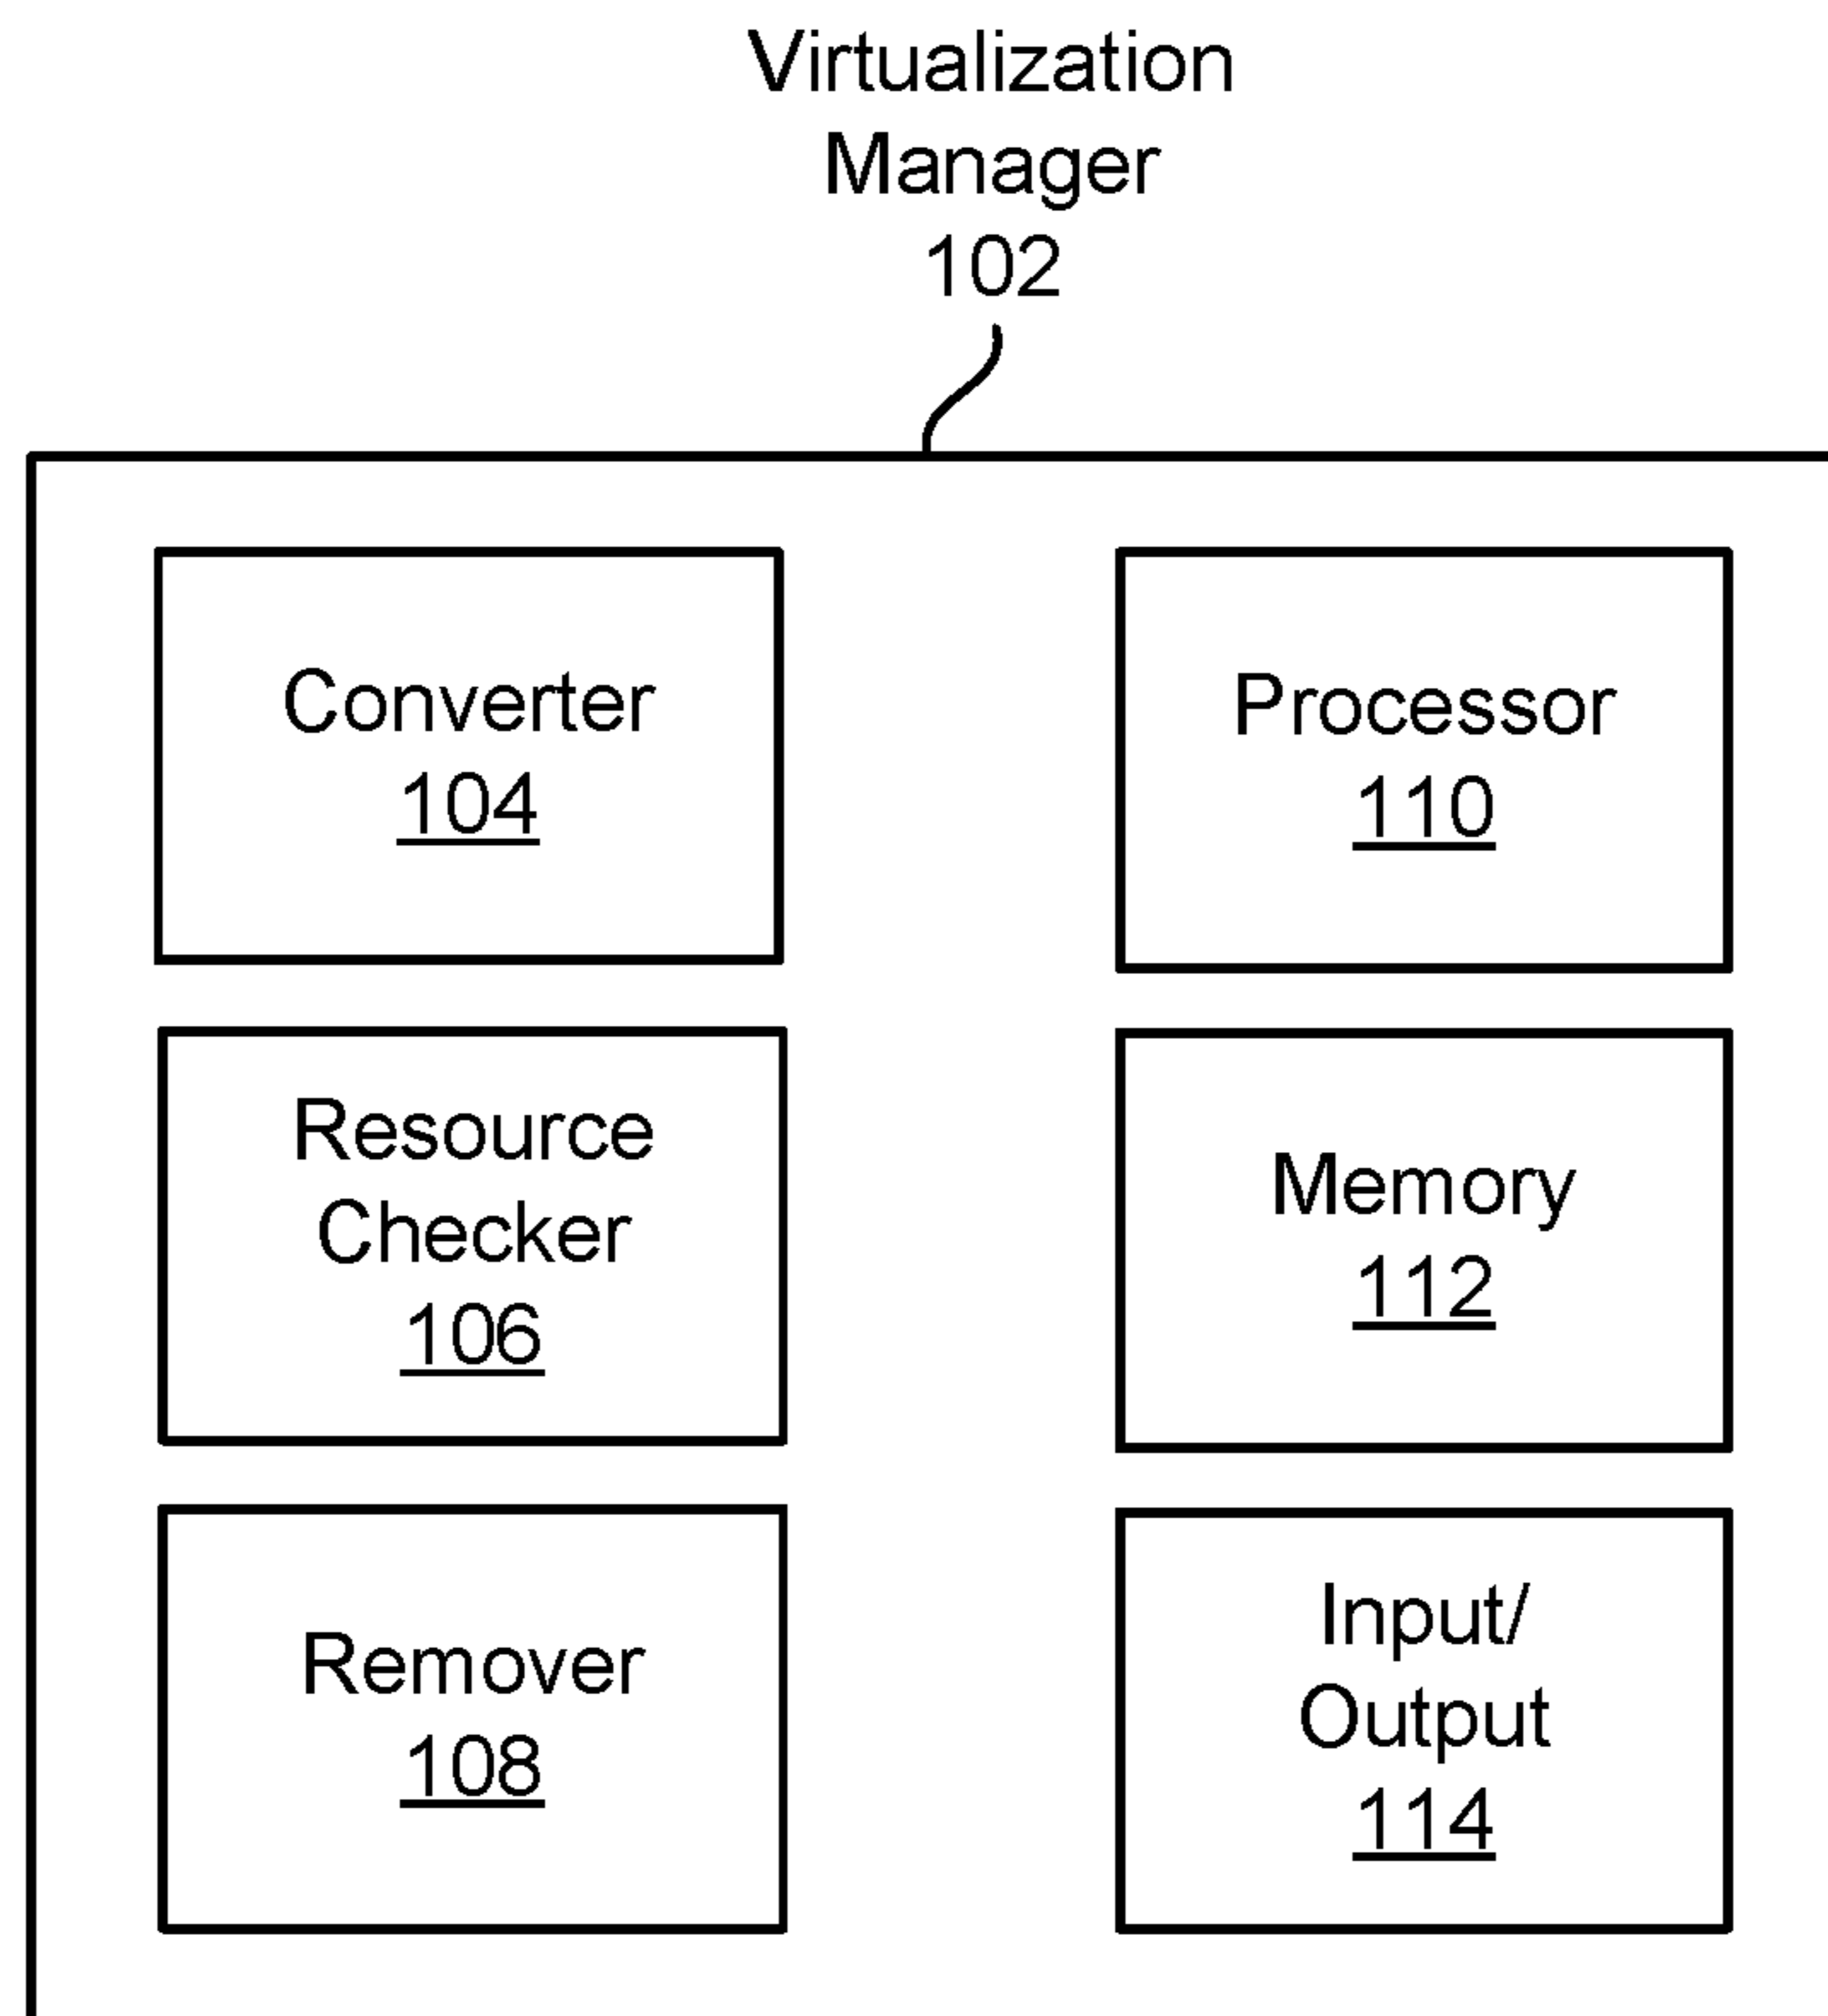 Virtualization
Manager
102
Converter
104
Processor
110
Resource
Checker
106
Memory
112
Remover
108
Input/
Output
114